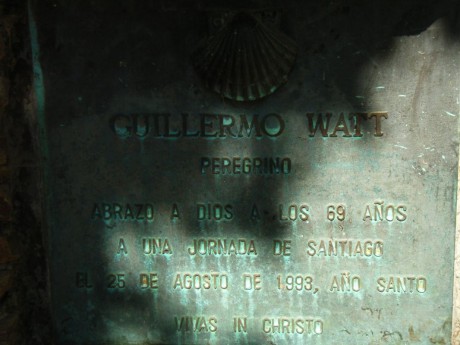 GUILLERMO WATT
PEREGRINO
ABRAZO A DIOS A LOS 69 AÑOS
A UNA JORNADA DE SANTIAGO
EL 25 DE AGOSTO DE 1993, AÑO SANTO
VIVAS IN CHRISTO